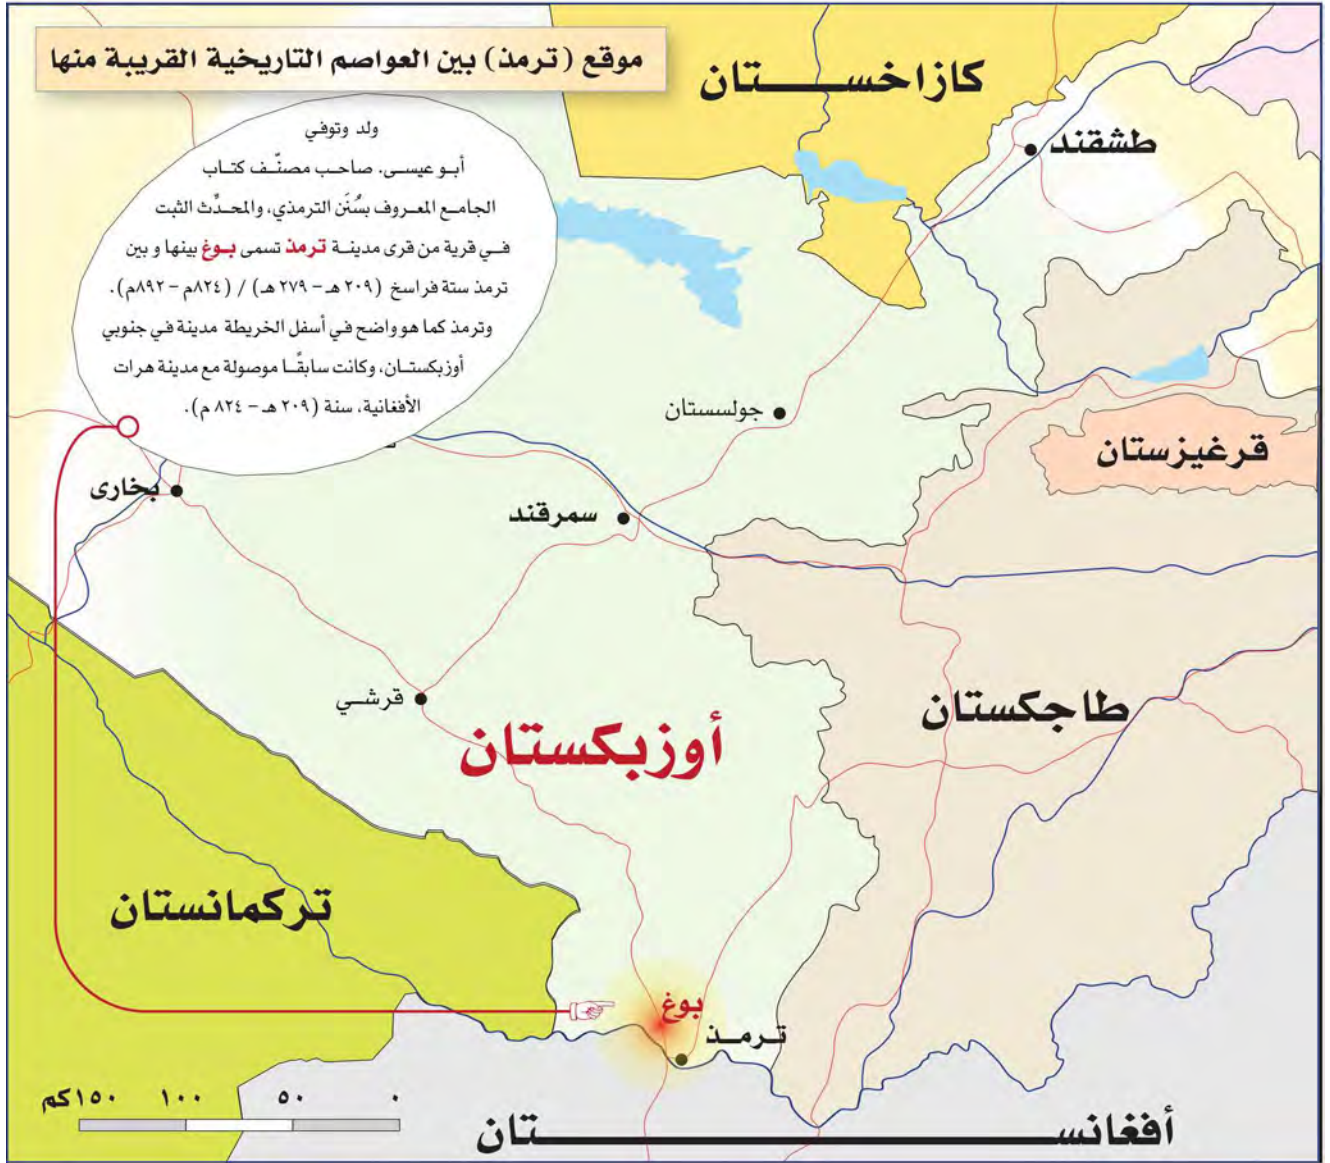 موقع (ترمذ) بين العواصم التاريخية القريبة منها
ولد وتوفي
أبو عيسى. صاحب مصنّف كتاب
الجامع المعروف بسُنَن الترمذي، والمحدِّث الثبت
في قرية من قرى مدينة ترمذ تسمى بوغ بينها وبين
ترمذ ستة فراسخ (٢٠٩ هـ - ٢٧٩ هـ) / (٨٢٤م - ٨٩٢م).
وترمذ كما هو واضح في أسفل الخريطة مدينة في جنوبي
أوزبكستان، وكانت سابقًا موصولة مع مدينة هرات
الأفغانية، سنة (٢٠٩ هـ - ٨٢٤ م).
كازاخستان
طشقند
جولسستان
قرغيزستان
بخارى
سمرقند
قرشي
طاجكستان
أوزبكستان
تركمانستان
بوغ
ترمذ
٠ ٥٠ ١٠٠ ١٥٠ كم
أفغانستان